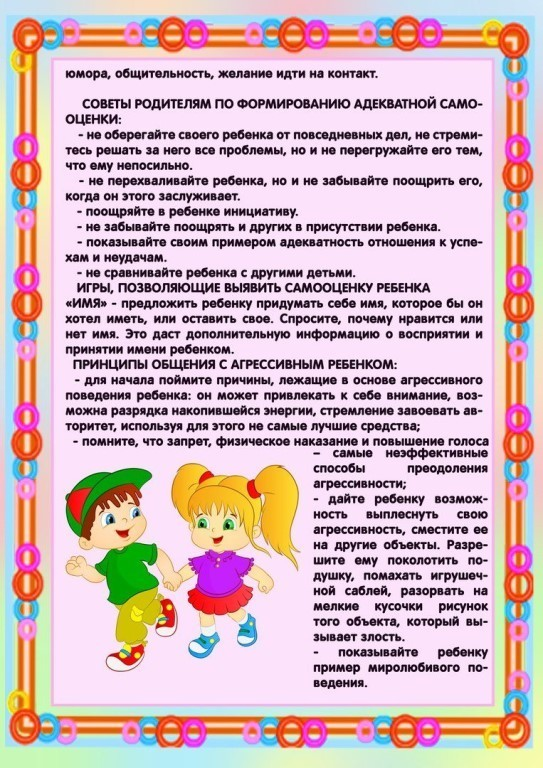 юмора, общительность, желание идти на контакт.
СОВЕТЫ РОДИТЕЛЯМ ПО ФОРМИРОВАНИЮ АДЕКВАТНОЙ САМО-
ОЦЕНКИ:
- не оберегайте своего ребенка от повседневных дел, не стреми-
тесь решать за него все проблемы, но и не перегружайте его тем,
что ему непосильно.
- не перехваливайте ребенка, но и не забывайте поощрить его,
когда он этого заслуживает.
- поощряйте в ребенке инициативу.
- не забывайте поощрять и других в присутствии ребенка.
- показывайте своим примером адекватность отношения к успе-
хам и неудачам.
- не сравнивайте ребенка с другими детьми.
ИГРЫ, ПОЗВОЛЯЮЩИЕ ВЫЯВИТЬ САМООЦЕНКУ РЕБЕНКА
«ИМЯ» - предложить ребенку придумать себе имя, которое бы он
хотел иметь, или оставить свое. Спросите, почему нравится или
нет имя. Это даст дополнительную информацию о восприятии и
принятии имени ребенком.
ПРИНЦИПЫ ОБЩЕНИЯ С АГРЕССИВНЫМ РЕБЕНКОМ:
- для начала поймите причины, лежащие в основе агрессивного
поведения ребенка: он может привлекать к себе внимание, воз-
можна разрядка накопившейся энергии, стремление завоевать ав-
торитет, используя для этого не самые лучшие средства;
- помните, что запрет, физическое наказание и повышение голоса
– самые неэффективные
способы преодоления
агрессивности;
- дайте ребенку возмож-
ность выплеснуть свою
агрессивность, сместите ее
на другие объекты. Разре-
шите ему поколотить по-
душку, помахать игрушеч-
ной саблей, разорвать на
мелкие кусочки рисунок
того объекта, который вы-
зывает злость.
- показывайте ребенку
пример миролюбивого по-
ведения.